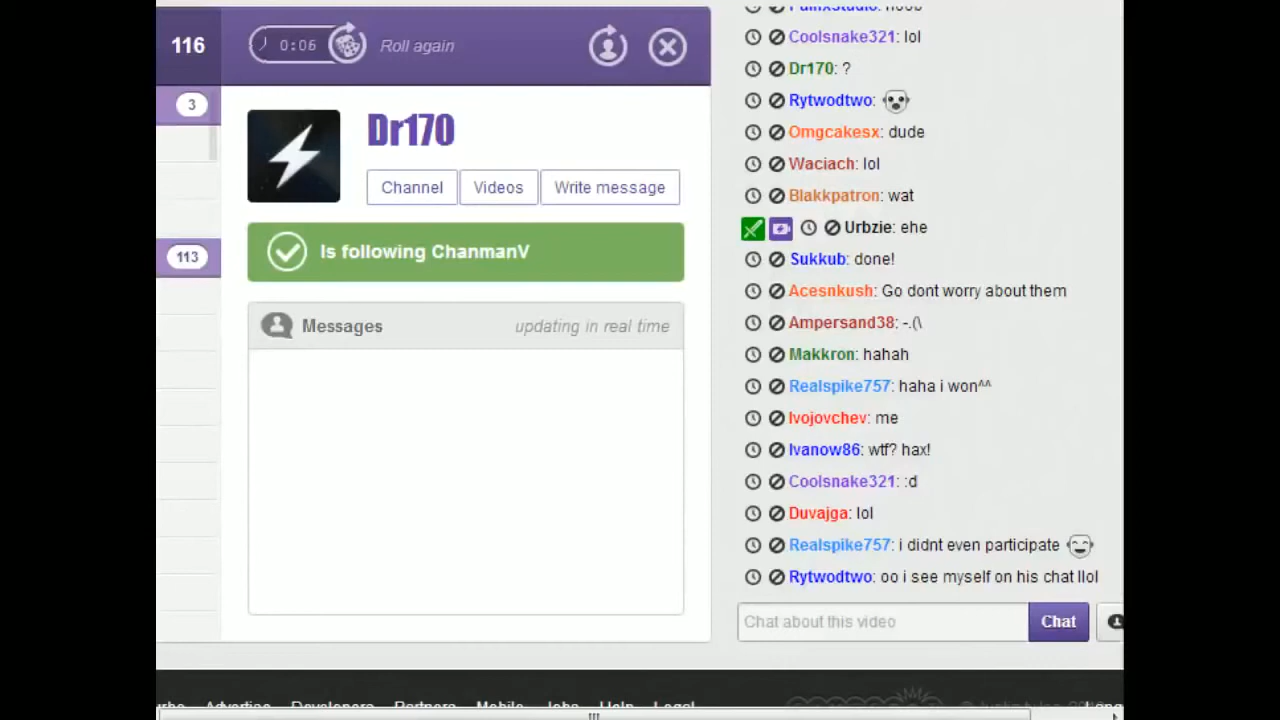 116
0:06
Roll again
3
Dr170
Channel
Videos
Write message
Is following ChanmanV
113
Messages
updating in real time
Coolsnake321: lol
Dr170: ?
Rytwodtwo:
Omgcakesx: dude
Waciach: lol
Blakkpatron: wat
Urbzie: ehe
Sukkub: done!
Acesnkush: Go dont worry about them
Ampersand38: -.(\
Makkron: hahah
Realspike757: haha i won^^
Ivojovchev: me
Ivanow86: wtf? hax!
Coolsnake321: :d
Duvajga: lol
Realspike757: i didnt even participate
Rytwodtwo: oo i see myself on his chat llol
Chat about this video
Chat
Advertise Developers Partners Mobile Jobs Help Legal